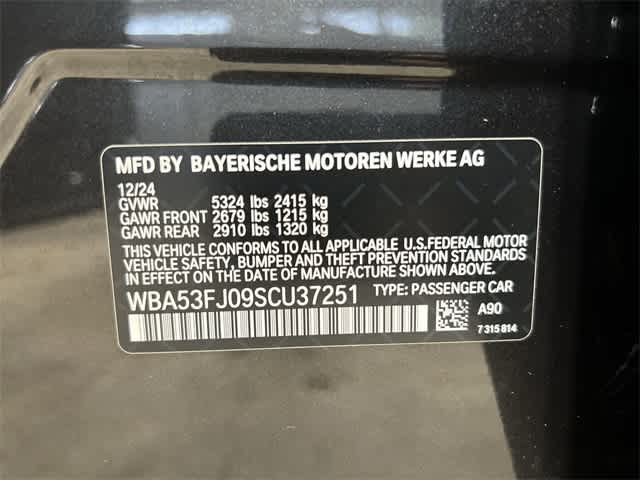 MFD BY BAYERISCHE MOTOREN WERKE AG
12/24
GVWR 5324 lbs 2415 kg
GAWR FRONT 2679 lbs 1215 kg
GAWR REAR 2910 lbs 1320 kg
THIS VEHICLE CONFORMS TO ALL APPLICABLE U.S.FEDERAL MOTOR
VEHICLE SAFETY, BUMPER AND THEFT PREVENTION STANDARDS
IN EFFECT ON THE DATE OF MANUFACTURE SHOWN ABOVE.
WBA53FJ09SCU37251 TYPE: PASSENGER CAR
A90
7 315 814